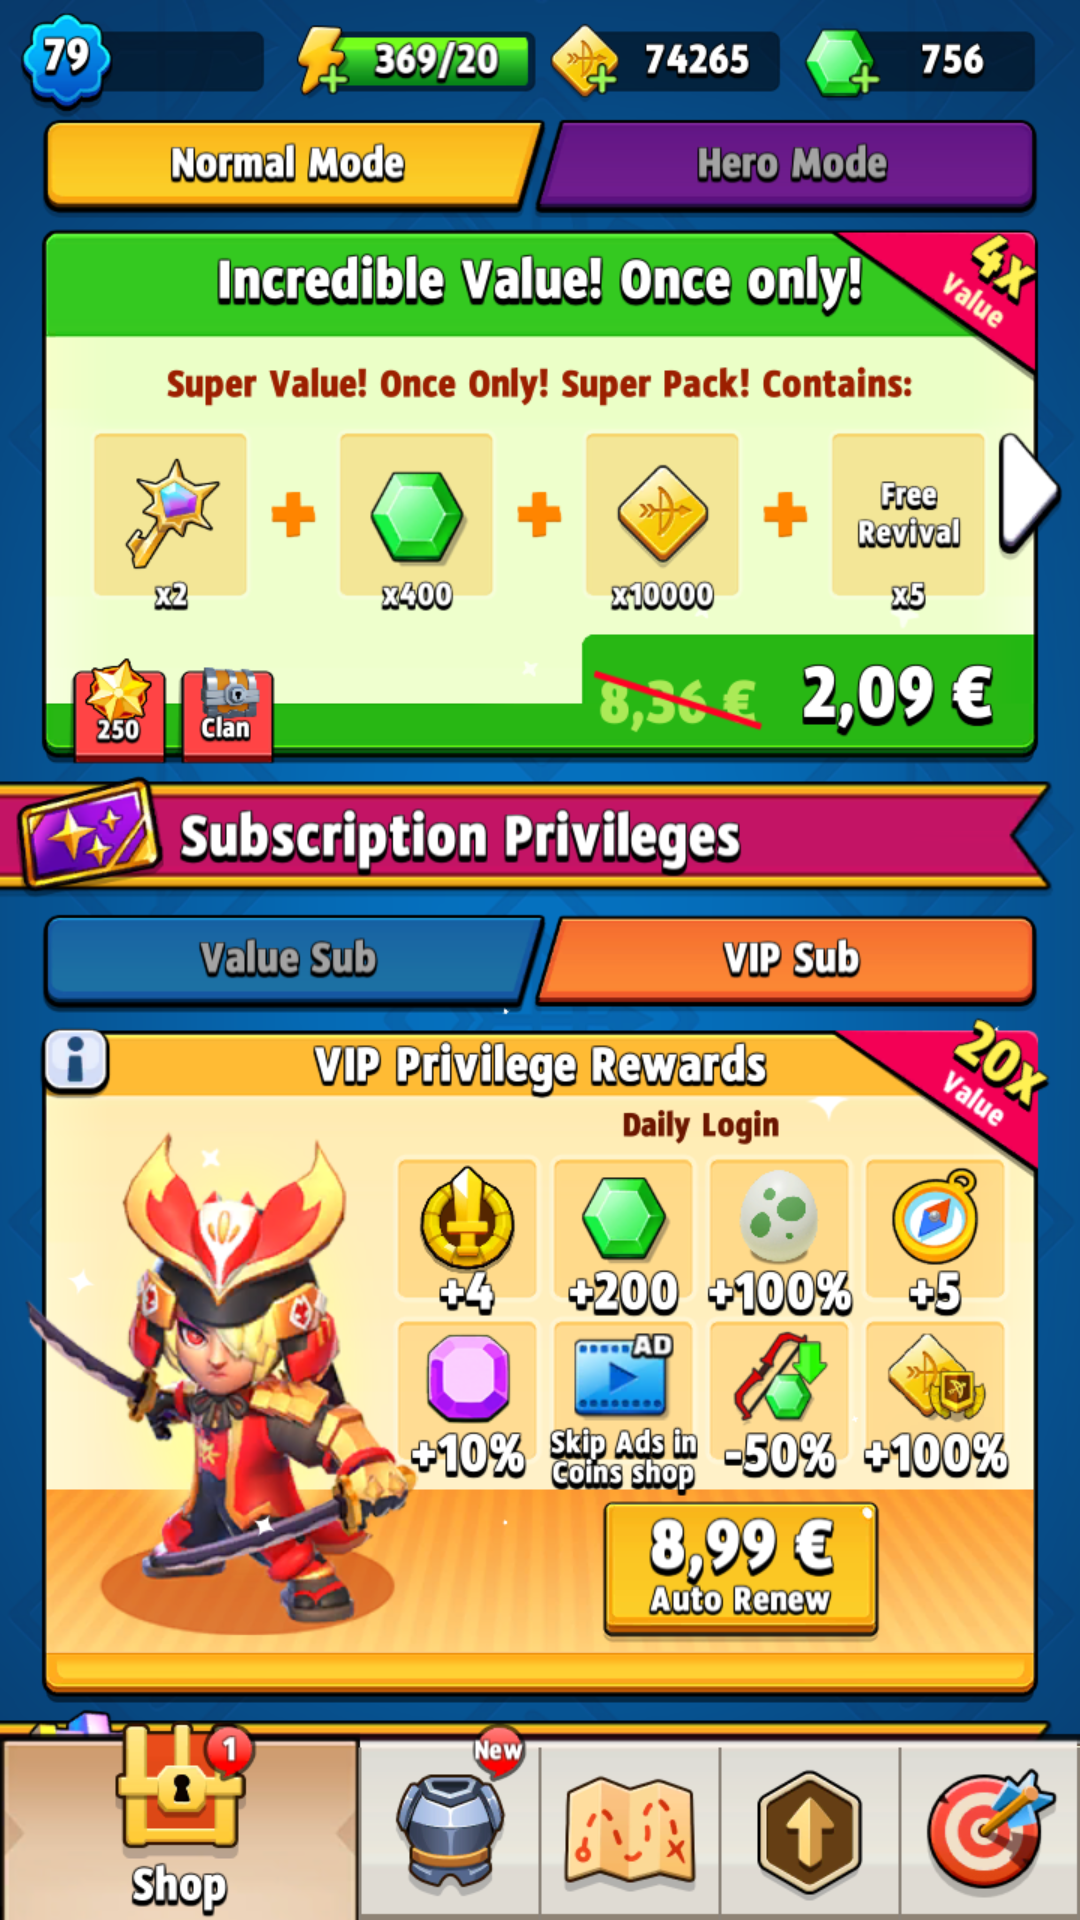 79
369/20
74265
756
Normal Mode
Hero Mode
Incredible Value! Once only!
4X
Value
Super Value! Once Only! Super Pack! Contains:
x2
x400
x10000
Free
Revival
x5
250
Clan
8,36 €
2,09 €
Subscription Privileges
Value Sub
VIP Sub
VIP Privilege Rewards
20X
Value
Daily Login
+4
+200
+100%
+5
AD
+10%
Skip Ads in
Coins shop
-50%
+100%
8,99 €
Auto Renew
1
New
Shop